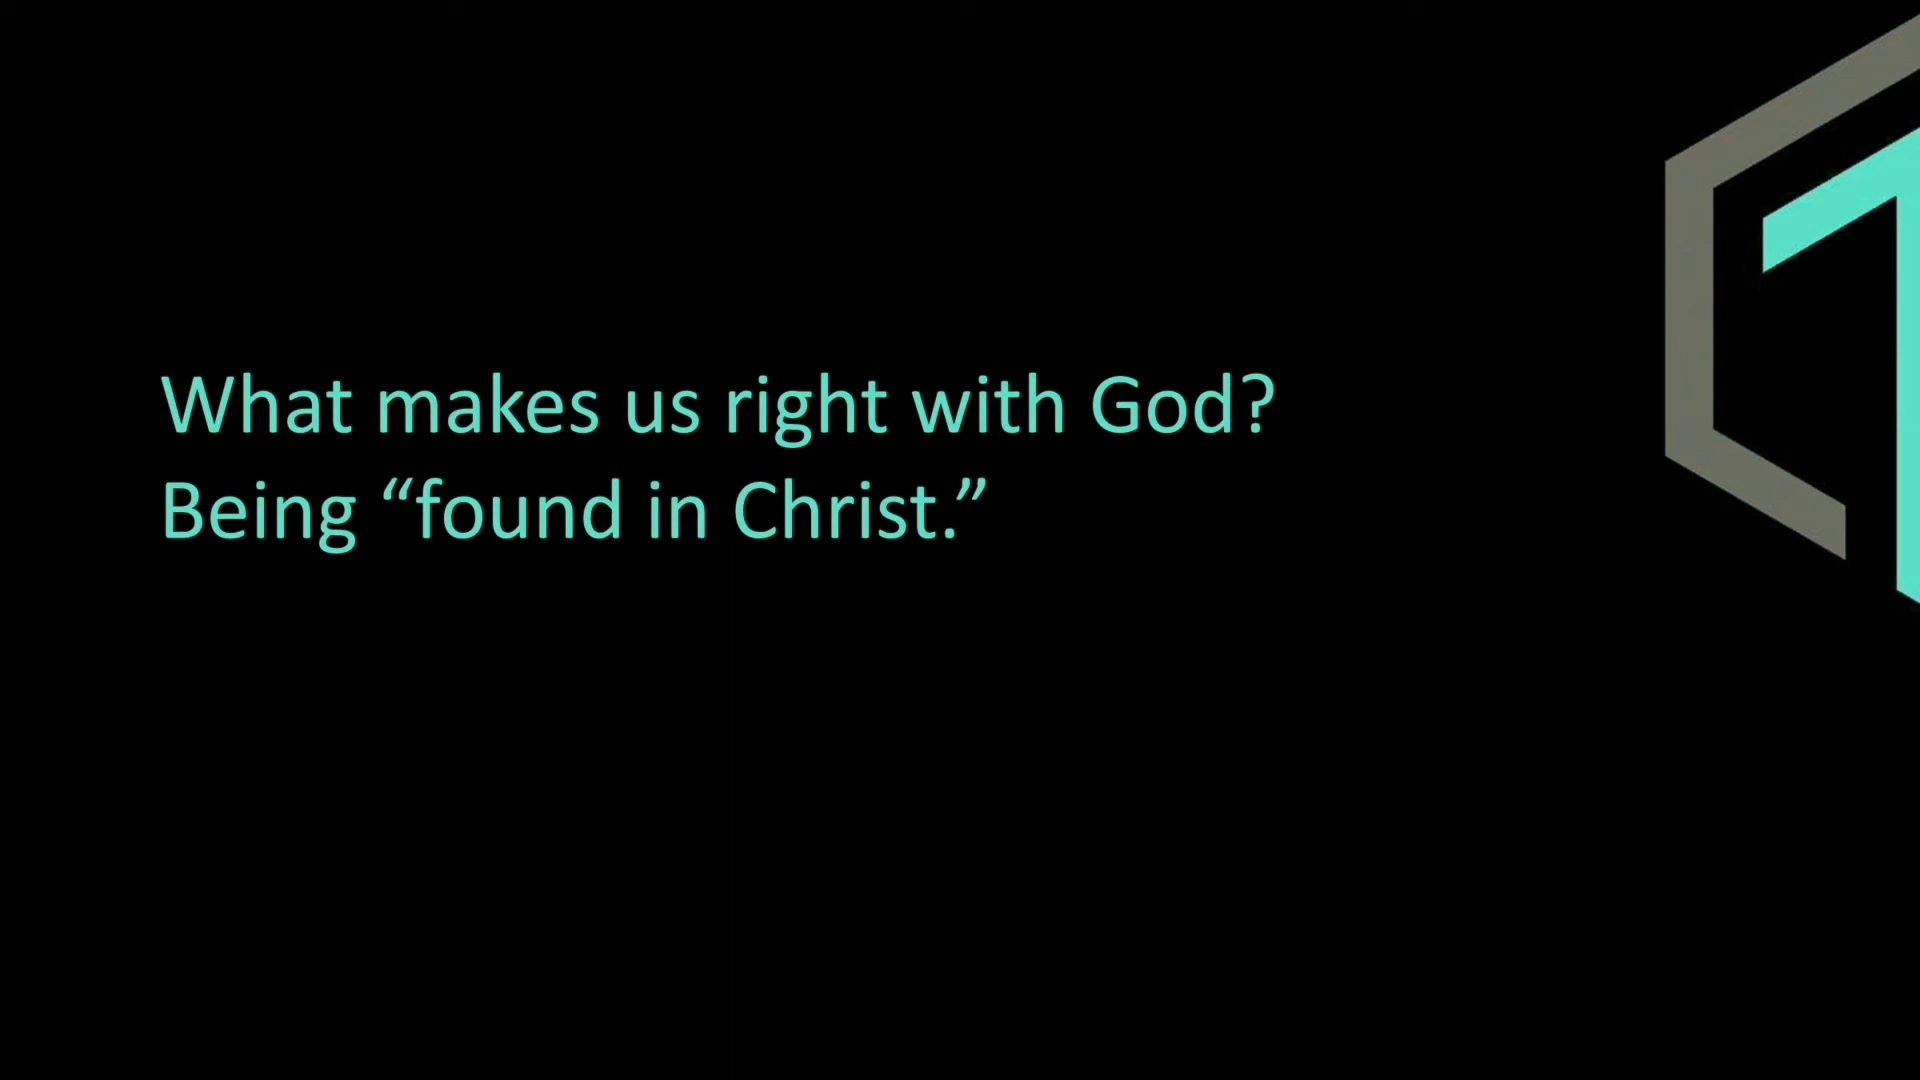 What makes us right with God?
Being “found in Christ.”